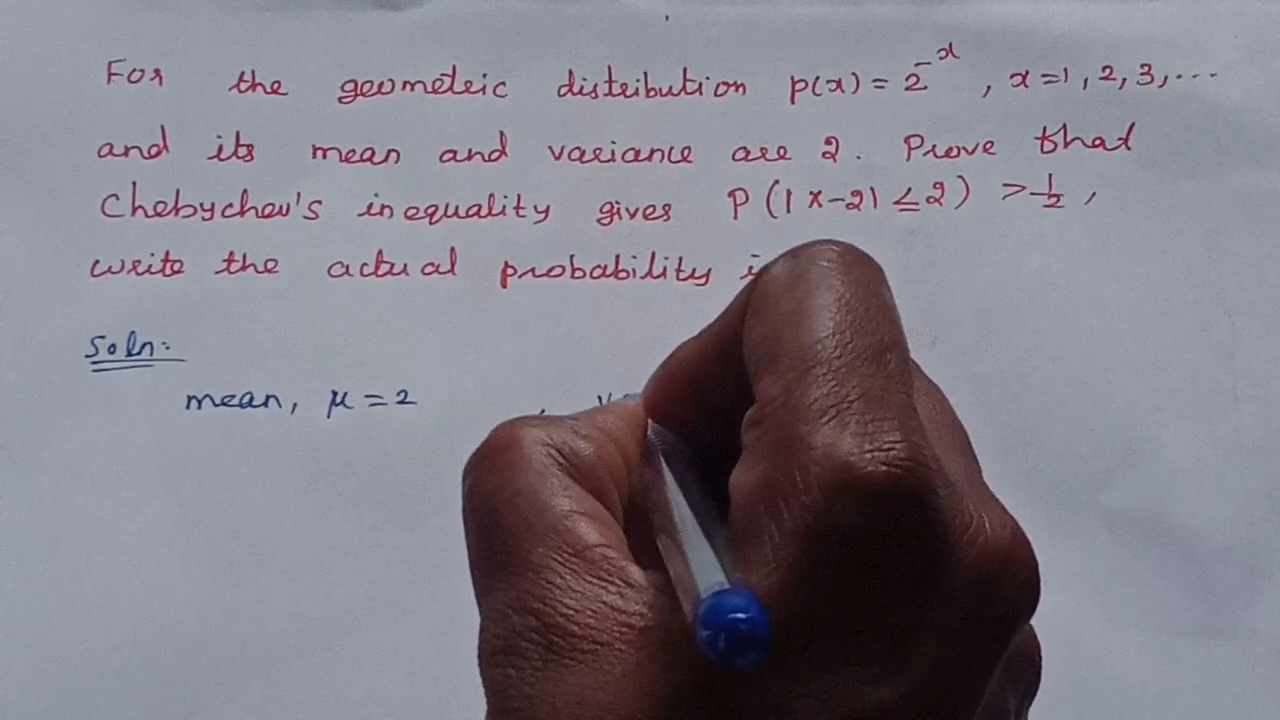 For the geometric distribution p(x) = 2^-x , x = 1, 2, 3, ...
and its mean and variance are 2. Prove that
Chebychev's inequality gives P(|x-2| ≤ 2) > 1/2 ,
write the actual probability
Soln:
mean, μ = 2 ,